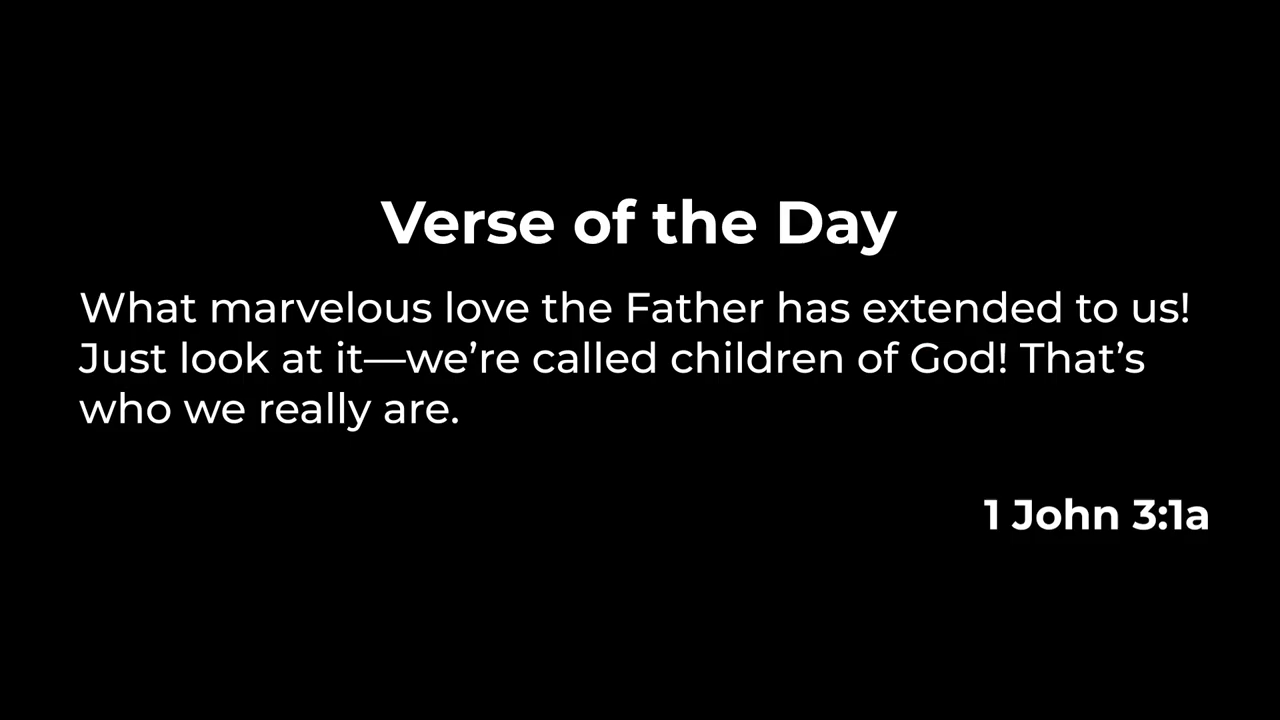 Verse of the Day
What marvelous love the Father has extended to us!
Just look at it—we’re called children of God! That’s
who we really are.
1 John 3:1a